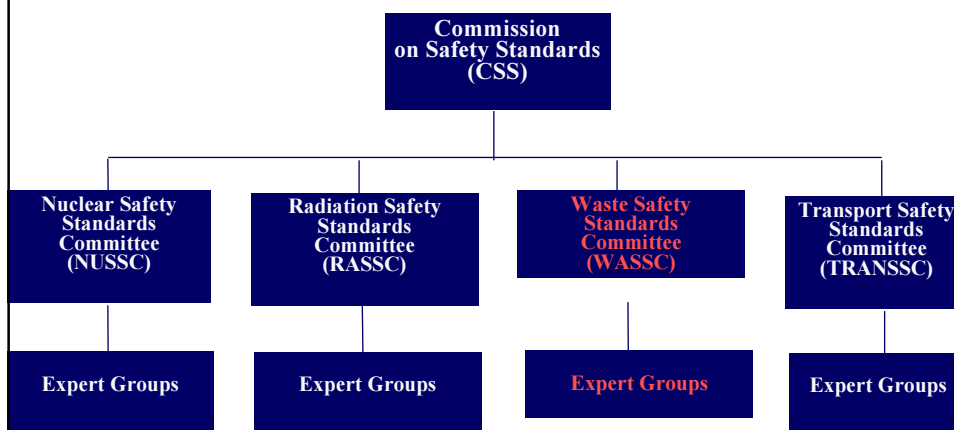 Commission
on Safety Standards
(CSS)
Nuclear Safety
Standards
Committee
(NUSSC)
Radiation Safety
Standards
Committee
(RASSC)
Waste Safety
Standards
Committee
(WASSC)
Transport Safety
Standards
Committee
(TRANSSC)
Expert Groups
Expert Groups
Expert Groups
Expert Groups